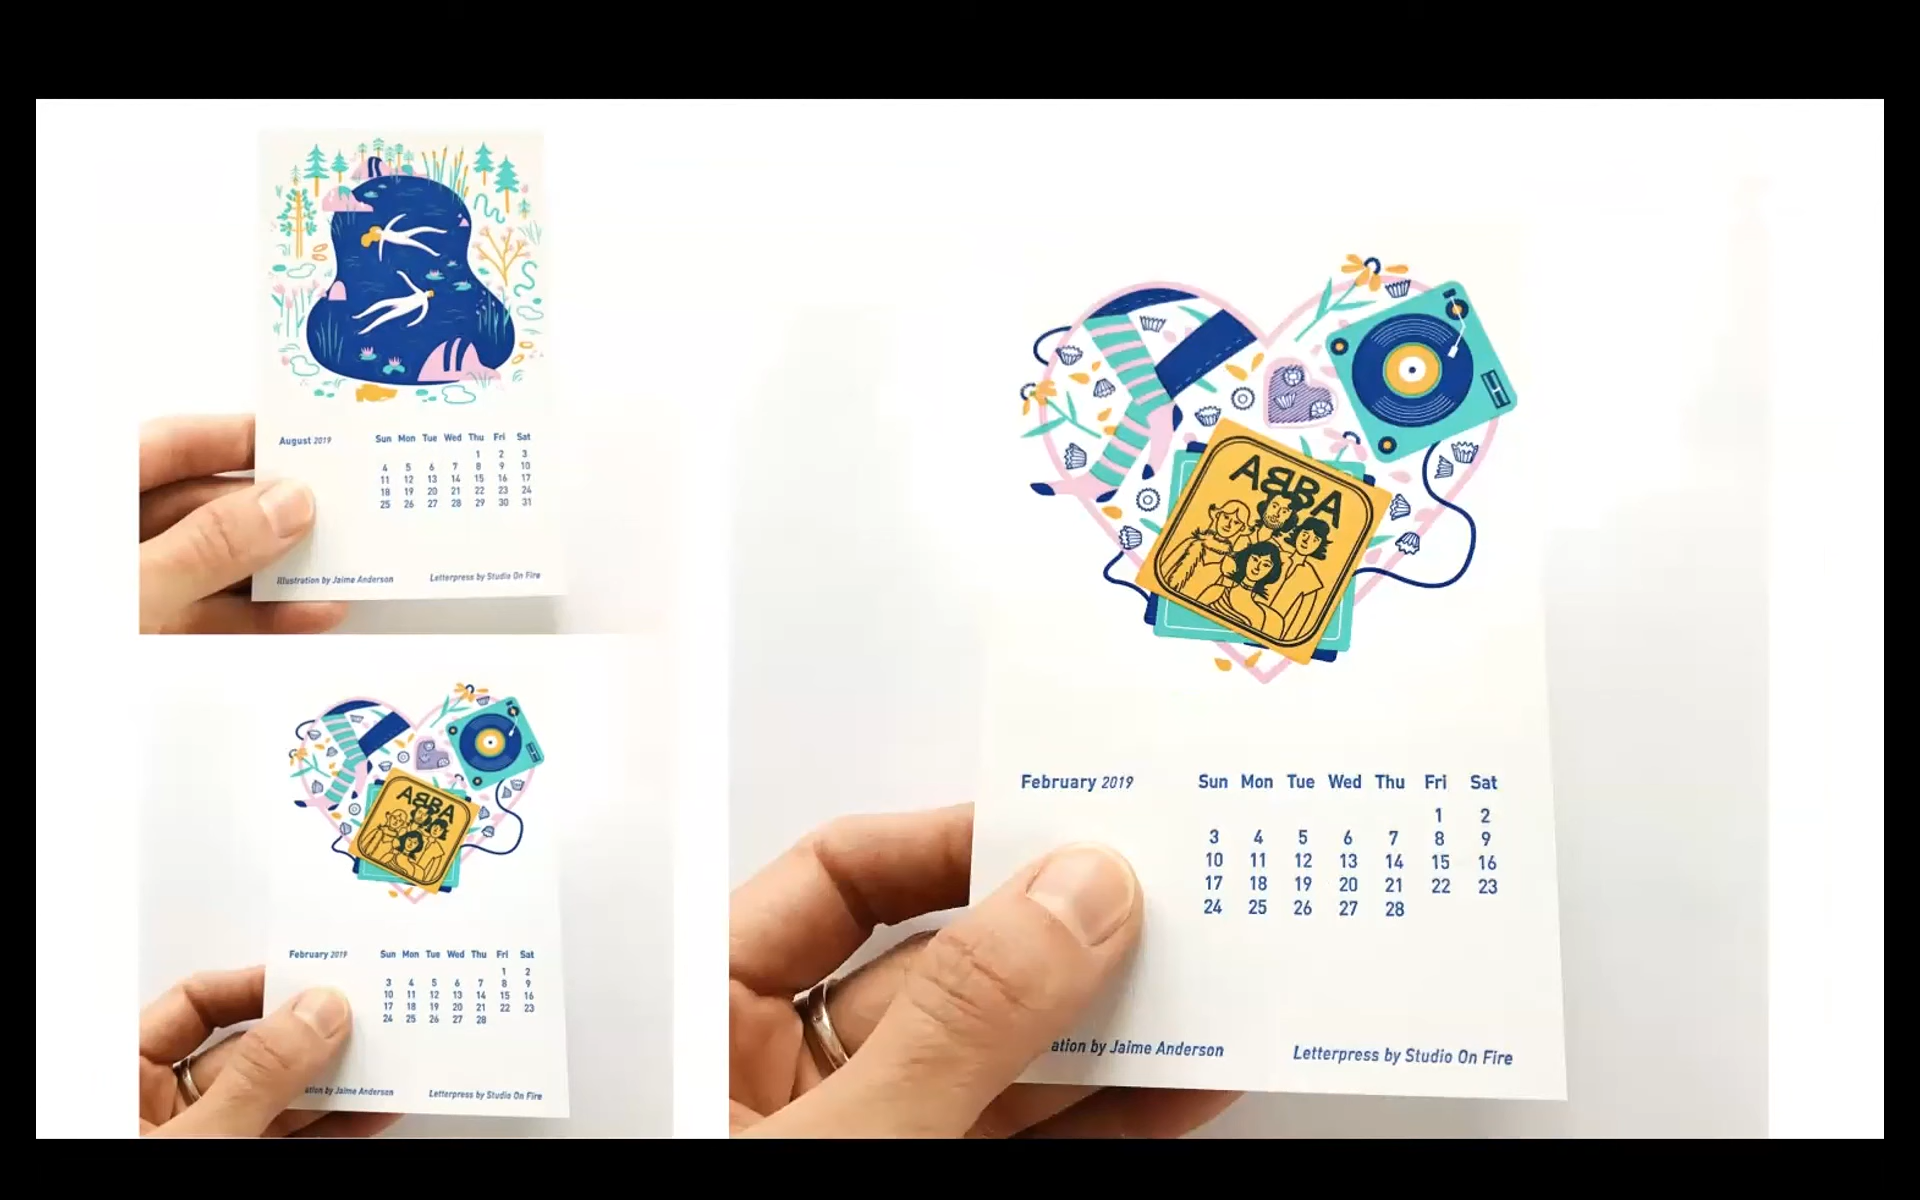 August 2019
Sun Mon Tue Wed Thu Fri Sat
1 2 3
4 5 6 7 8 9 10
11 12 13 14 15 16 17
18 19 20 21 22 23 24
25 26 27 28 29 30 31
Illustration by Jaime Anderson
Letterpress by Studio On Fire
ABBA
February 2019
Sun Mon Tue Wed Thu Fri Sat
1 2
3 4 5 6 7 8 9
10 11 12 13 14 15 16
17 18 19 20 21 22 23
24 25 26 27 28
ation by Jaime Anderson
Letterpress by Studio On Fire
ABBA
February 2019
Sun Mon Tue Wed Thu Fri Sat
1 2
3 4 5 6 7 8 9
10 11 12 13 14 15 16
17 18 19 20 21 22 23
24 25 26 27 28
ation by Jaime Anderson
Letterpress by Studio On Fire